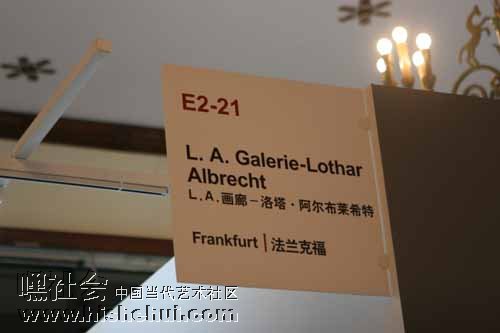 E2-21
L. A. Galerie-Lothar
Albrecht
L.A.画廊－洛塔·阿尔布莱希特
Frankfurt | 法兰克福
嘿社会 中国当代艺术社区
www.hishehui.com